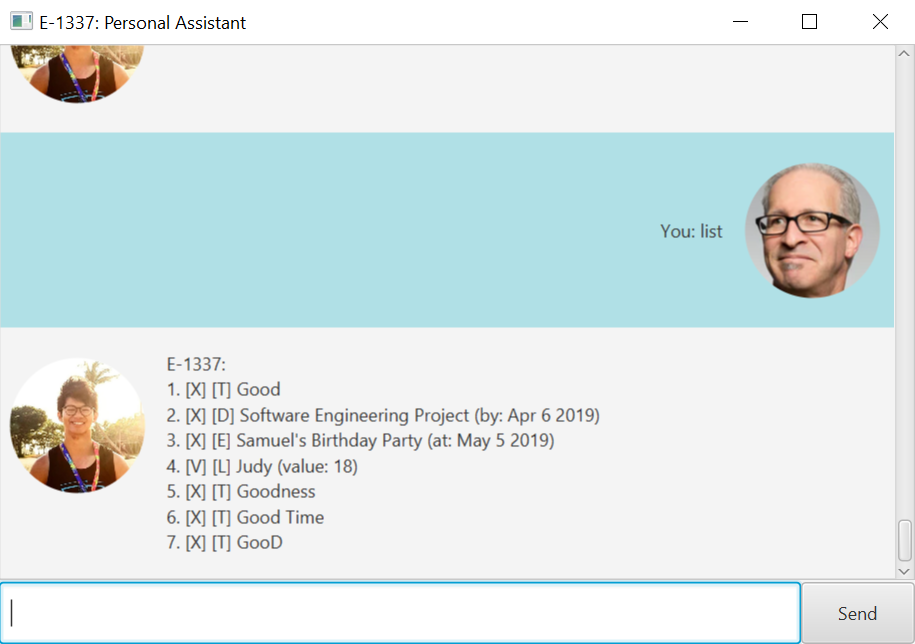 E-1337: Personal Assistant
You: list
E-1337:
1. [X] [T] Good
2. [X] [D] Software Engineering Project (by: Apr 6 2019)
3. [X] [E] Samuel's Birthday Party (at: May 5 2019)
4. [V] [L] Judy (value: 18)
5. [X] [T] Goodness
6. [X] [T] Good Time
7. [X] [T] GooD
Send